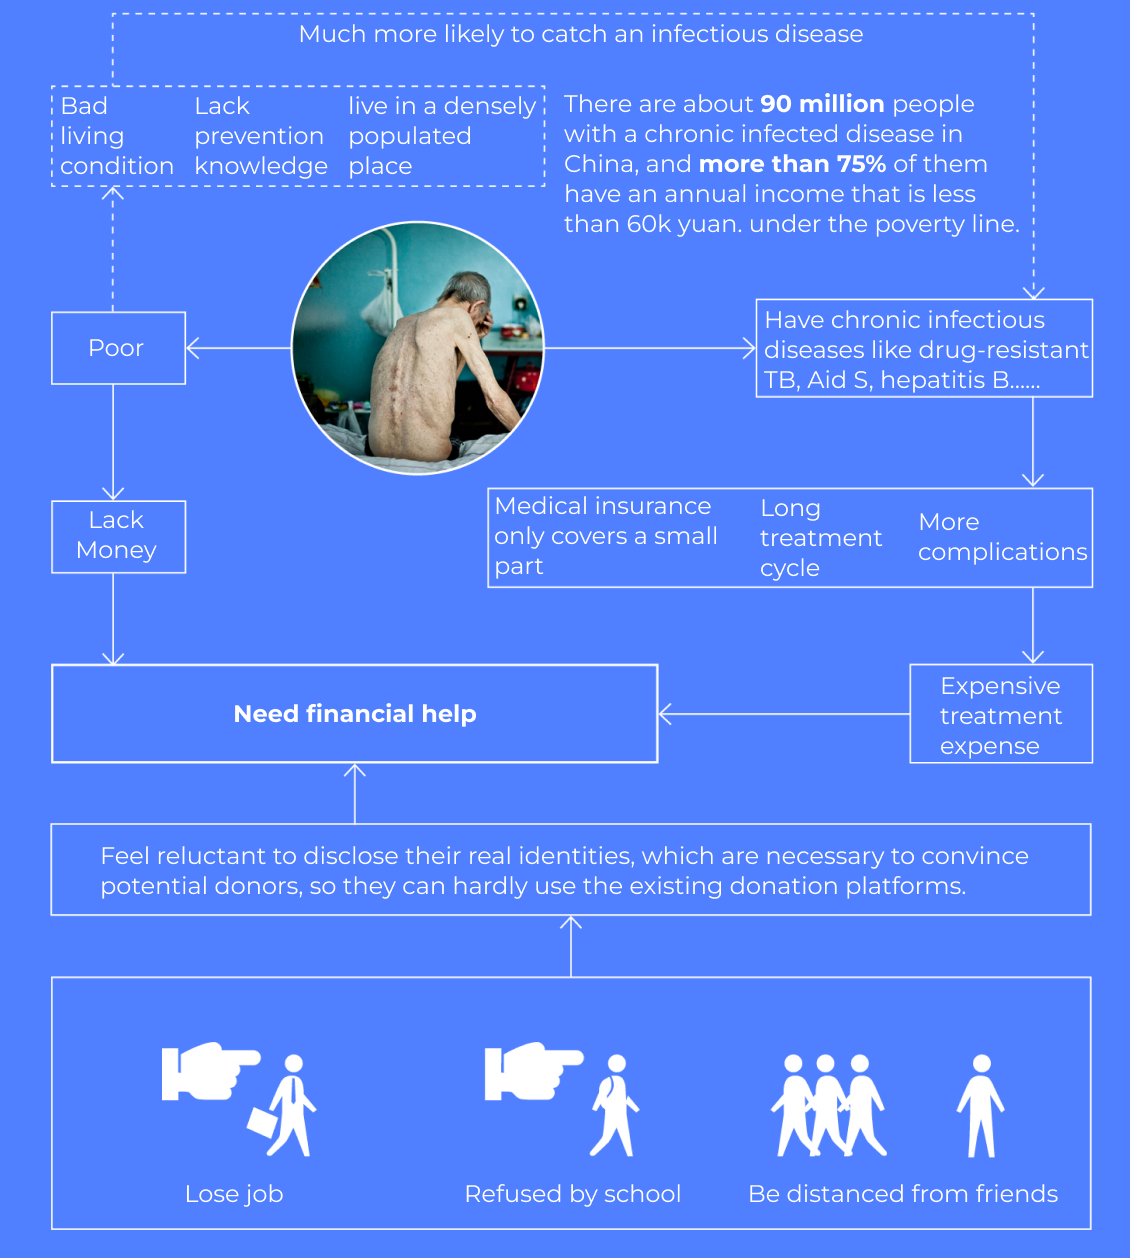 Much more likely to catch an infectious disease
Bad
living
condition
Lack
prevention
knowledge
live in a densely
populated
place
There are about 90 million people
with a chronic infected disease in
China, and more than 75% of them
have an annual income that is less
than 60k yuan. under the poverty line.
Poor
Have chronic infectious
diseases like drug-resistant
TB, Aid S, hepatitis B......
Lack
Money
Medical insurance
only covers a small
part
Long
treatment
cycle
More
complications
Need financial help
Expensive
treatment
expense
Feel reluctant to disclose their real identities, which are necessary to convince
potential donors, so they can hardly use the existing donation platforms.
Lose job
Refused by school
Be distanced from friends